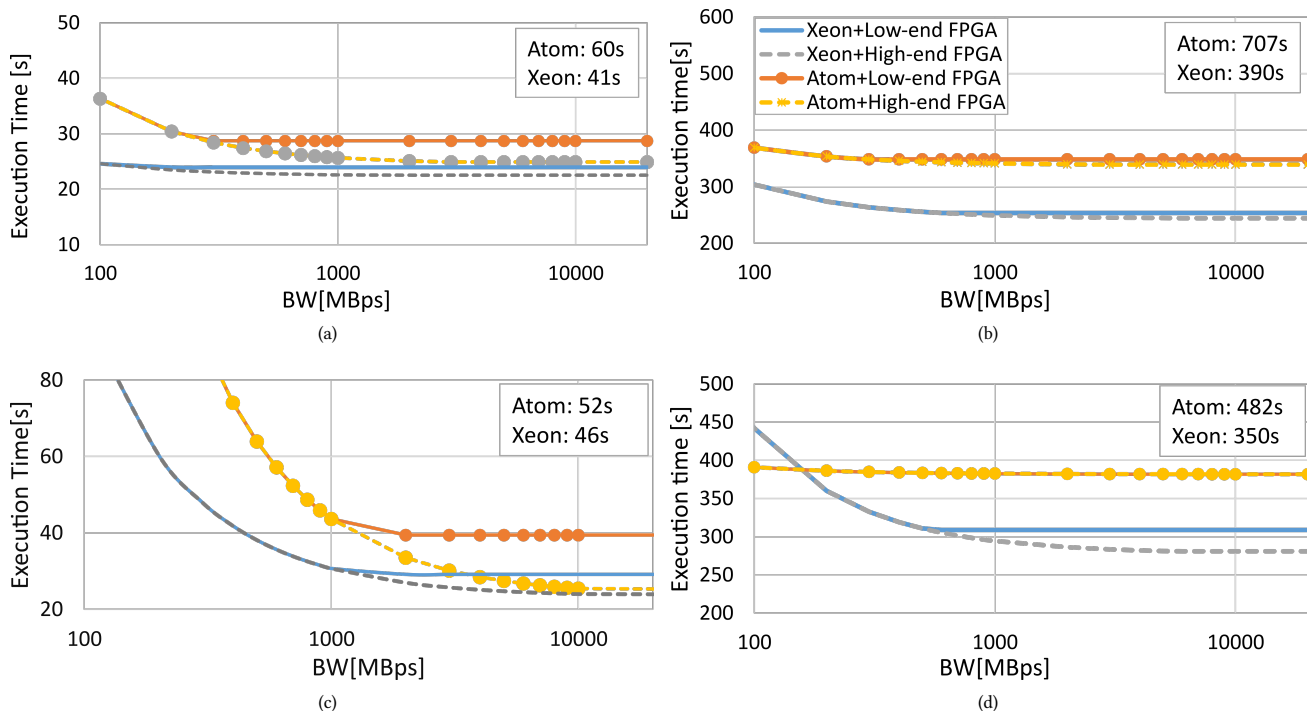 50
40
30
20
10
Execution Time [s]
Atom: 60s
Xeon: 41s
100
1000
10000
BW[MBps]
(a)
600
500
400
300
200
Execution time[s]
Xeon+Low-end FPGA
Xeon+High-end FPGA
Atom+Low-end FPGA
Atom+High-end FPGA
Atom: 707s
Xeon: 390s
100
1000
10000
BW[MBps]
(b)
80
60
40
20
Execution Time[s]
Atom: 52s
Xeon: 46s
100
1000
10000
BW[MBps]
(c)
500
450
400
350
300
250
200
Execution time [s]
Atom: 482s
Xeon: 350s
100
1000
10000
BW[MBps]
(d)